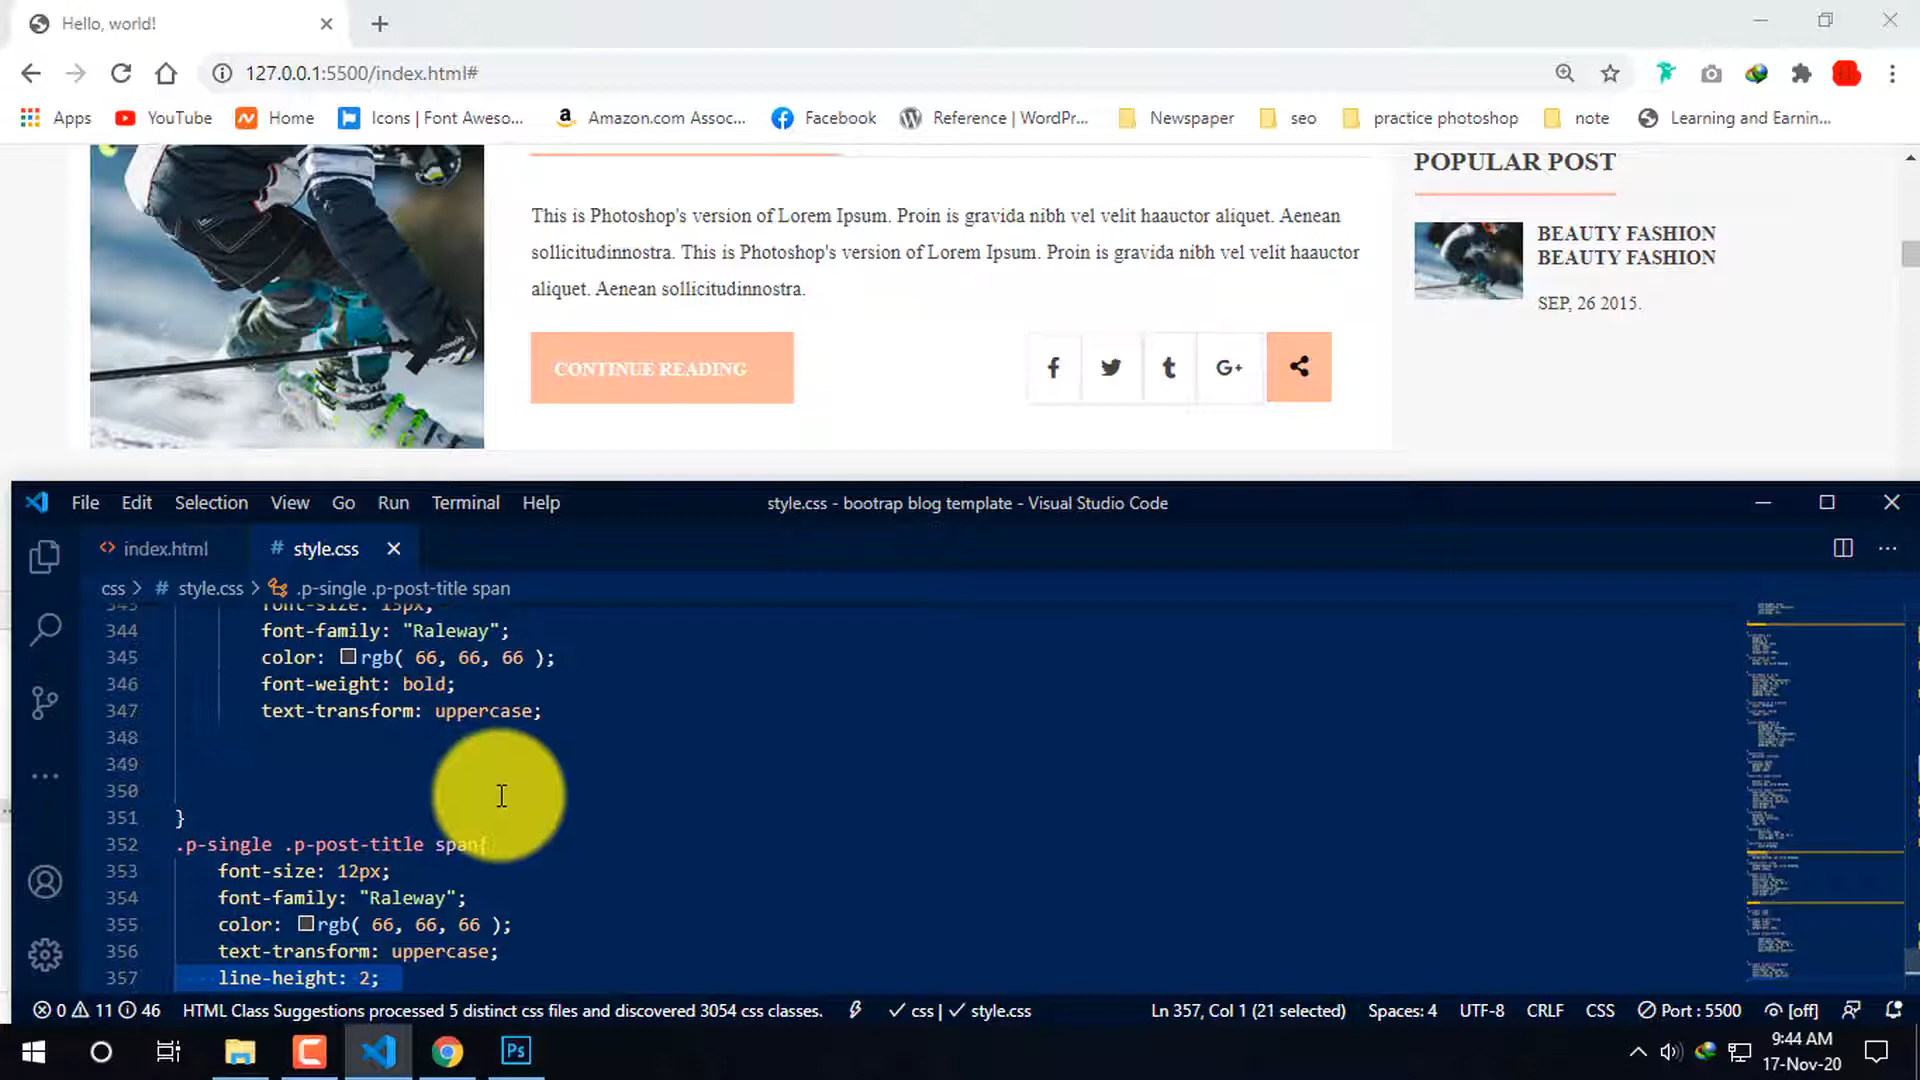 Hello, world!
127.0.0.1:5500/index.html#
Apps YouTube Home Icons | Font Aweso... Amazon.com Assoc... Facebook Reference | WordPr... Newspaper seo practice photoshop note Learning and Earnin...
POPULAR POST
This is Photoshop's version of Lorem Ipsum. Proin is gravida nibh vel velit haauctor aliquet. Aenean
sollicitudinnostra. This is Photoshop's version of Lorem Ipsum. Proin is gravida nibh vel velit haauctor
aliquet. Aenean sollicitudinnostra.
BEAUTY FASHION
BEAUTY FASHION
SEP, 26 2015.
CONTINUE READING
File Edit Selection View Go Run Terminal Help style.css - bootrap blog template - Visual Studio Code
index.html # style.css
css > # style.css > .p-single .p-post-title span
343 font-size: 13px;
344 font-family: "Raleway";
345 color: rgb( 66, 66, 66 );
346 font-weight: bold;
347 text-transform: uppercase;
348
349
350
351 }
352 .p-single .p-post-title span{
353 font-size: 12px;
354 font-family: "Raleway";
355 color: rgb( 66, 66, 66 );
356 text-transform: uppercase;
357 line-height: 2;
0 11 46 HTML Class Suggestions processed 5 distinct css files and discovered 3054 css classes. css | style.css Ln 357, Col 1 (21 selected) Spaces: 4 UTF-8 CRLF CSS Port : 5500 [off]
Ps
9:44 AM
17-Nov-20